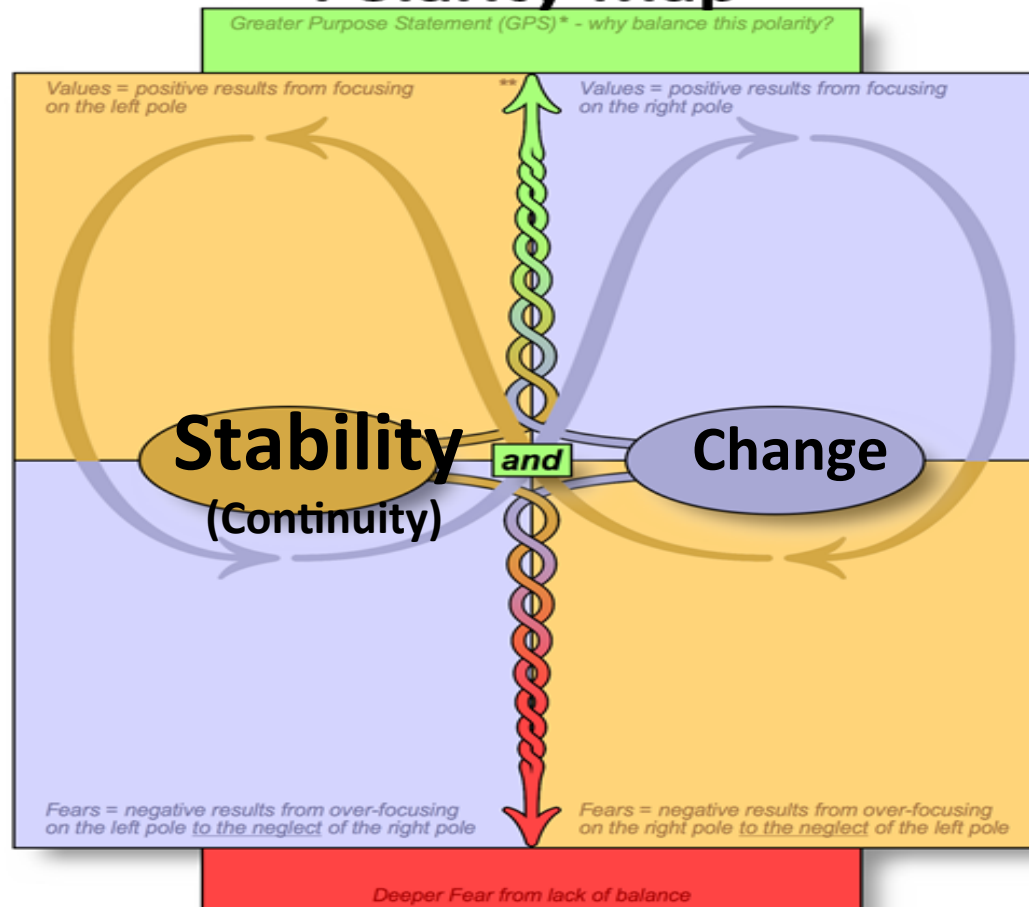 Polarity Map
Greater Purpose Statement (GPS)* - why balance this polarity?
Values = positive results from focusing
on the left pole
**
Values = positive results from focusing
on the right pole
Stability
(Continuity)
and
Change
Fears = negative results from over-focusing
on the left pole to the neglect of the right pole
Fears = negative results from over-focusing
on the right pole to the neglect of the left pole
Deeper Fear from lack of balance